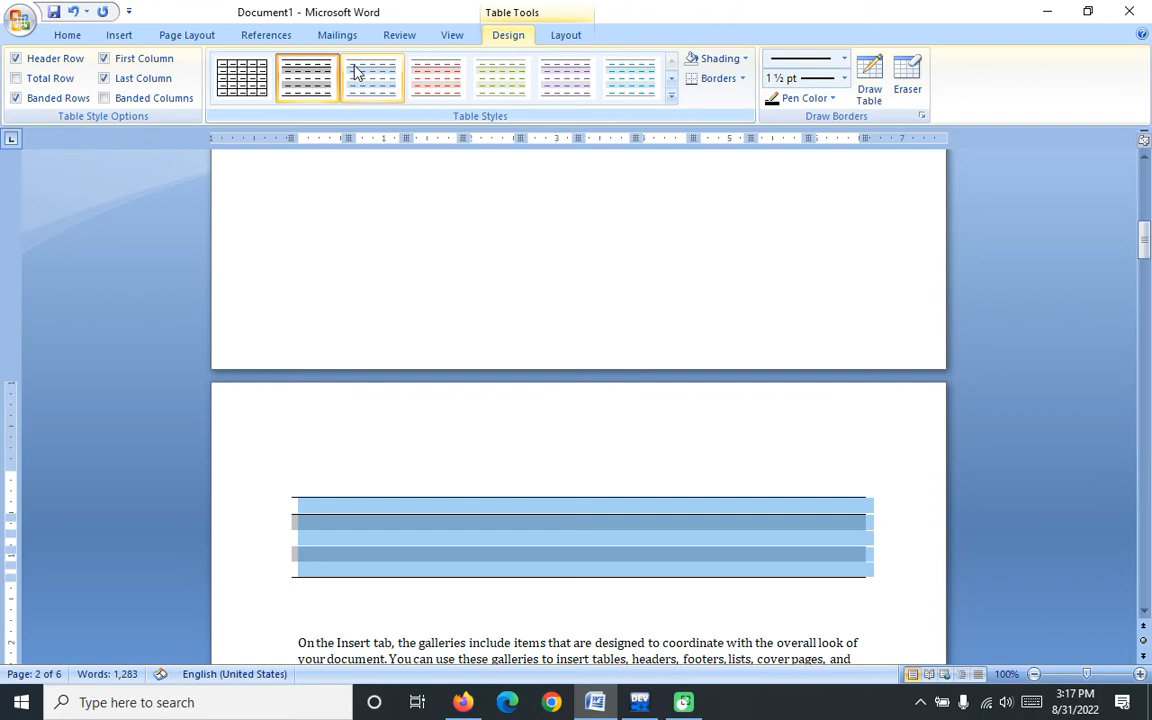 Document1 - Microsoft Word
Table Tools
Home Insert Page Layout References Mailings Review View Design Layout
Header Row First Column
Total Row Last Column
Banded Rows Banded Columns
Table Style Options
Shading
Borders
Table Styles
1 ½ pt
Pen Color
Draw Table
Eraser
Draw Borders
On the Insert tab, the galleries include items that are designed to coordinate with the overall look of
your document. You can use these galleries to insert tables, headers, footers, lists, cover pages, and
Page: 2 of 6 Words: 1,283 English (United States) 100%
Type here to search
3:17 PM
8/31/2022